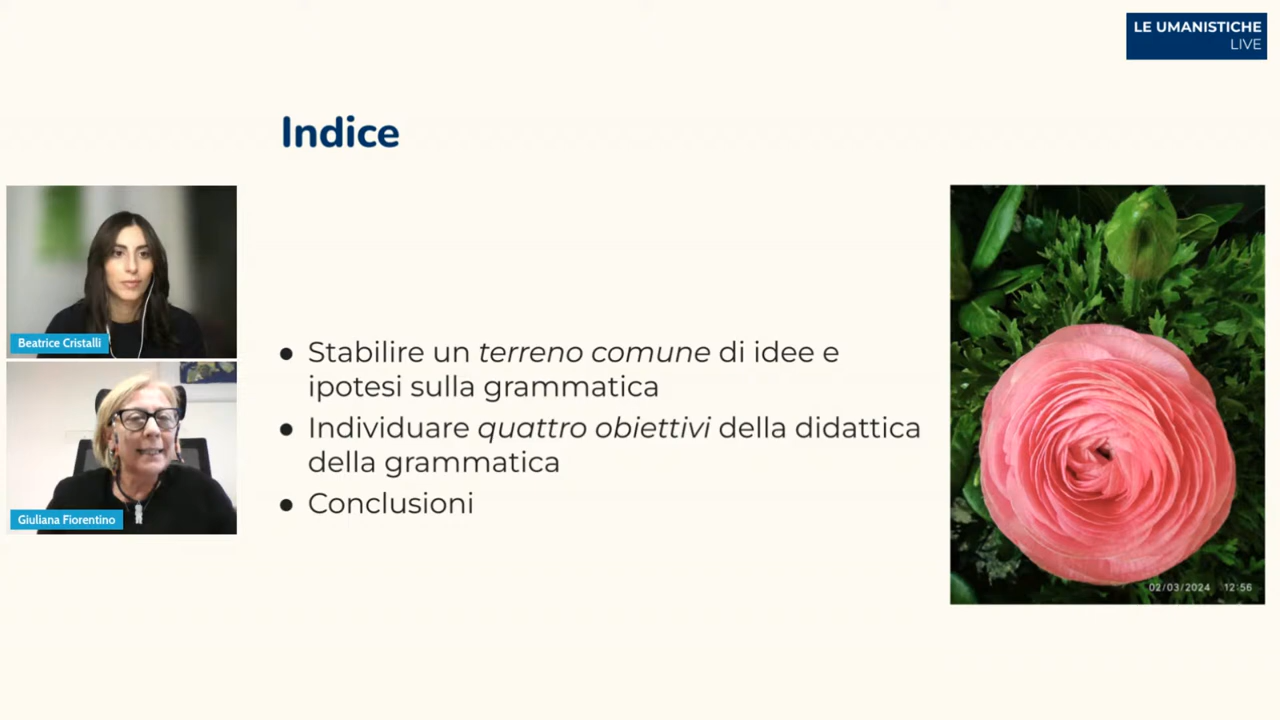 LE UMANISTICHE
LIVE
Indice
Beatrice Cristalli
Giuliana Fiorentino
● Stabilire un terreno comune di idee e
ipotesi sulla grammatica
● Individuare quattro obiettivi della didattica
della grammatica
● Conclusioni
02/03/2024 12:56